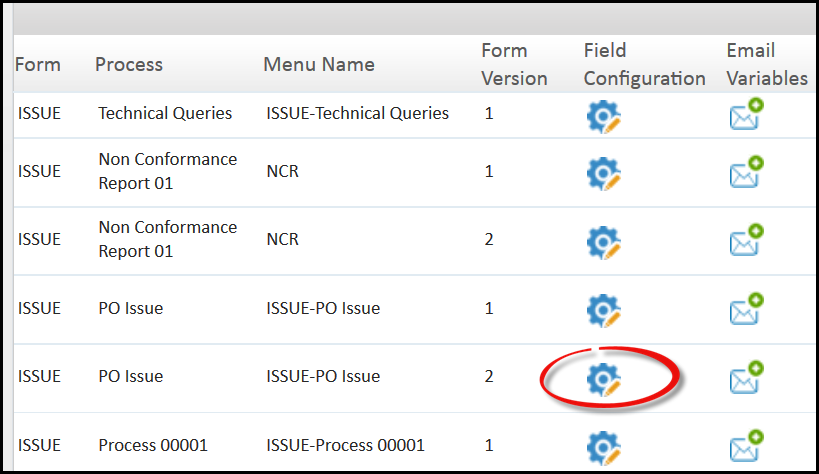 Form Process Menu Name Form Version Field Configuration Email Variables
ISSUE Technical Queries ISSUE-Technical Queries 1
ISSUE Non Conformance Report 01 NCR 1
ISSUE Non Conformance Report 01 NCR 2
ISSUE PO Issue ISSUE-PO Issue 1
ISSUE PO Issue ISSUE-PO Issue 2
ISSUE Process 00001 ISSUE-Process 00001 1